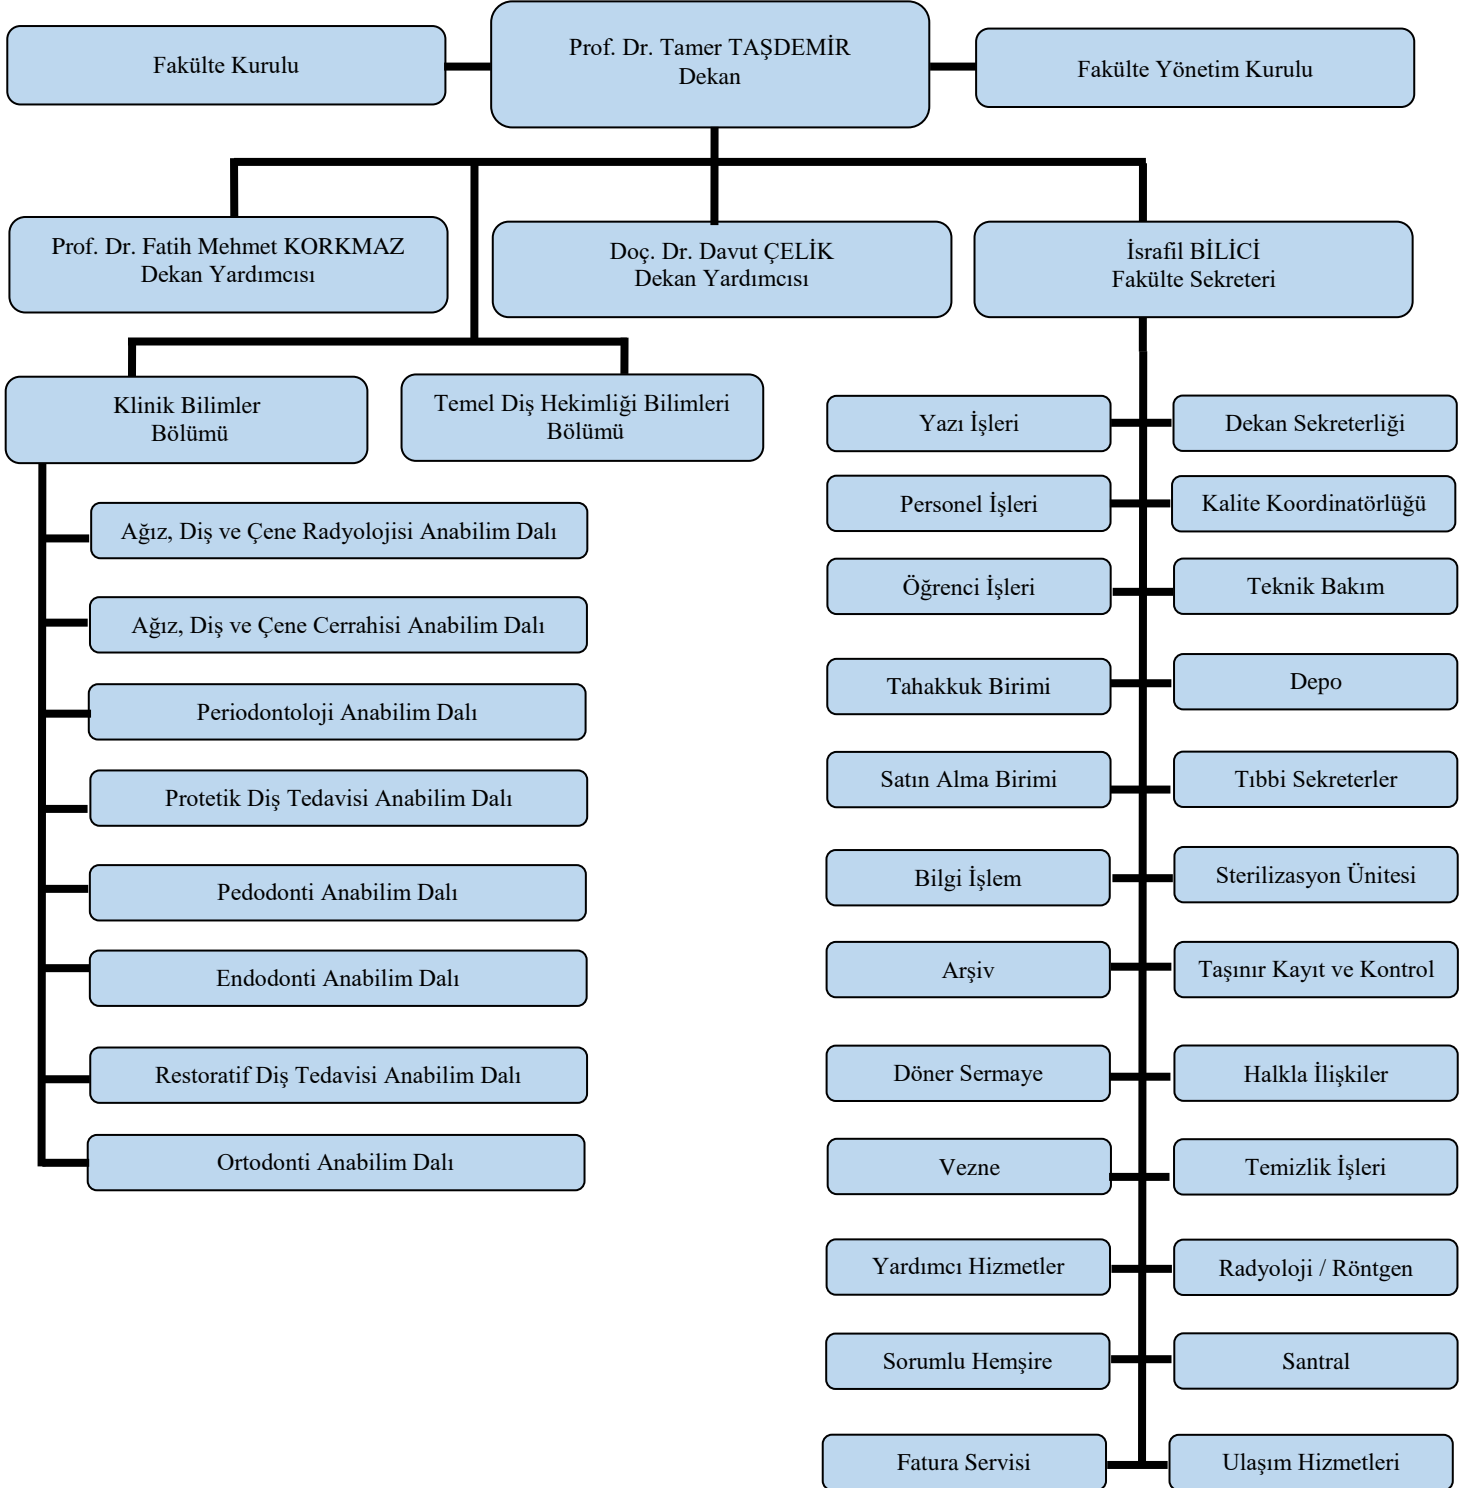 Fakülte Kurulu
Prof. Dr. Tamer TAŞDEMİR
Dekan
Fakülte Yönetim Kurulu
Prof. Dr. Fatih Mehmet KORKMAZ
Dekan Yardımcısı
Doç. Dr. Davut ÇELİK
Dekan Yardımcısı
İsrafil BİLİCİ
Fakülte Sekreteri
Klinik Bilimler
Bölümü
Temel Diş Hekimliği Bilimleri
Bölümü
Ağız, Diş ve Çene Radyolojisi Anabilim Dalı
Ağız, Diş ve Çene Cerrahisi Anabilim Dalı
Periodontoloji Anabilim Dalı
Protetik Diş Tedavisi Anabilim Dalı
Pedodonti Anabilim Dalı
Endodonti Anabilim Dalı
Restoratif Diş Tedavisi Anabilim Dalı
Ortodonti Anabilim Dalı
Yazı İşleri
Dekan Sekreterliği
Personel İşleri
Kalite Koordinatörlüğü
Öğrenci İşleri
Teknik Bakım
Tahakkuk Birimi
Depo
Satın Alma Birimi
Tıbbi Sekreterler
Bilgi İşlem
Sterilizasyon Ünitesi
Arşiv
Taşınır Kayıt ve Kontrol
Döner Sermaye
Halkla İlişkiler
Vezne
Temizlik İşleri
Yardımcı Hizmetler
Radyoloji / Röntgen
Sorumlu Hemşire
Santral
Fatura Servisi
Ulaşım Hizmetleri